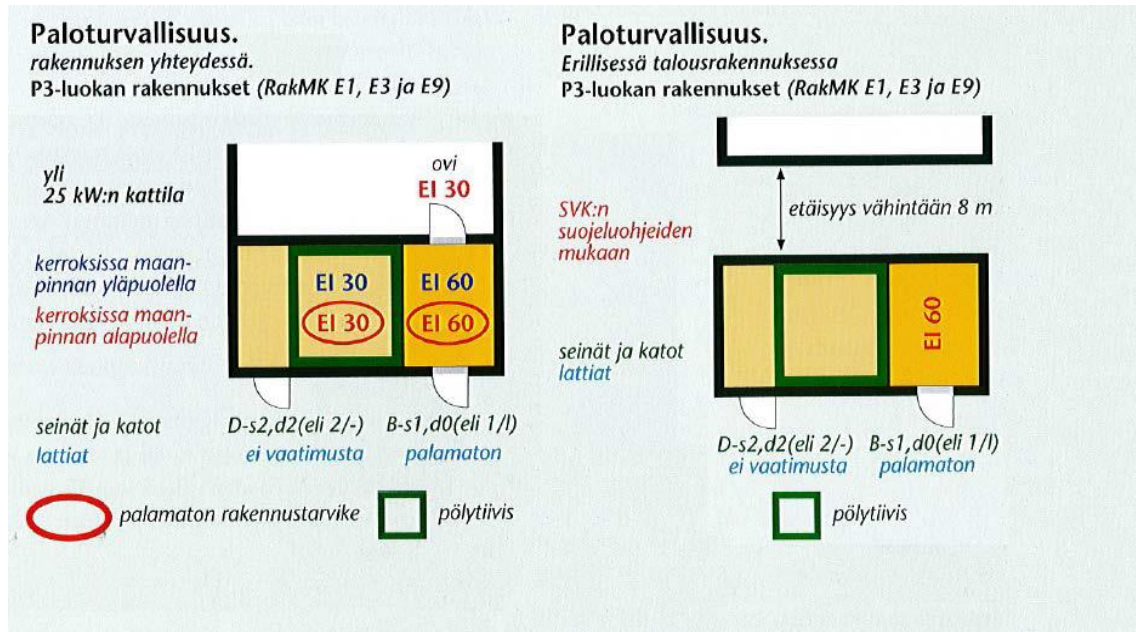 Paloturvallisuus.
rakennuksen yhteydessä.
P3-luokan rakennukset (RakMK E1, E3 ja E9)
yli
25 kW:n kattila
ovi
EI 30
kerroksissa maan-
pinnan yläpuolella
EI 30
EI 60
kerroksissa maan-
pinnan alapuolella
EI 30
EI 60
seinät ja katot
D-s2,d2(eli 2/-)
B-s1,d0(eli 1/l)
lattiat
ei vaatimusta
palamaton
palamaton rakennustarvike
pölytiivis
Paloturvallisuus.
Erillisessä talousrakennuksessa
P3-luokan rakennukset (RakMK E1, E3 ja E9)
SVK:n
suojeluohjeiden
mukaan
etäisyys vähintään 8 m
EI 60
seinät ja katot
lattiat
D-s2,d2(eli 2/-)
B-s1,d0(eli 1/l)
ei vaatimusta
palamaton
pölytiivis